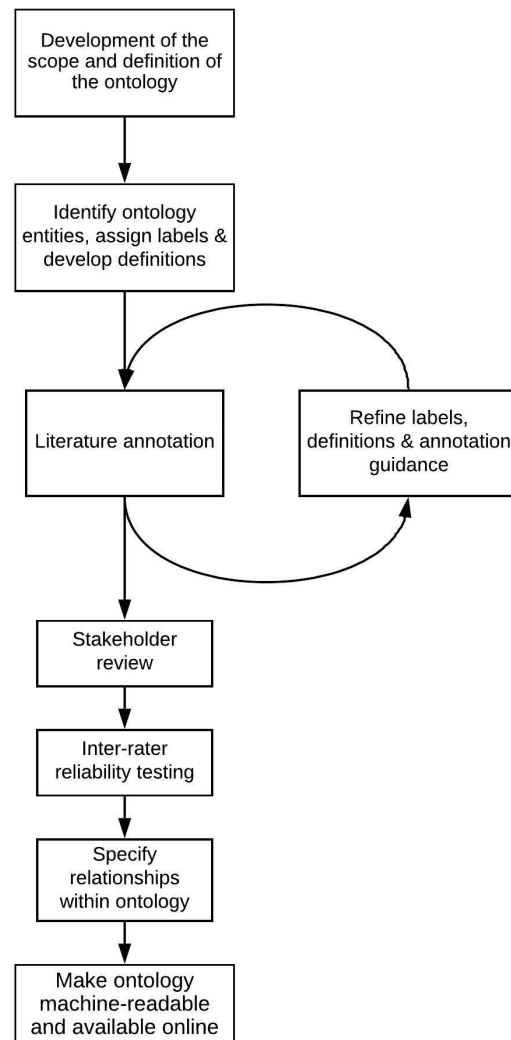 Development of the
scope and definition of
the ontology
Identify ontology
entities, assign labels &
develop definitions
Literature annotation
Refine labels,
definitions & annotation
guidance
Stakeholder
review
Inter-rater
reliability testing
Specify
relationships
within ontology
Make ontology
machine-readable
and available online